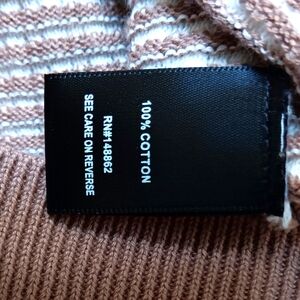 100% COTTON
RN#148862
SEE CARE ON REVERSE